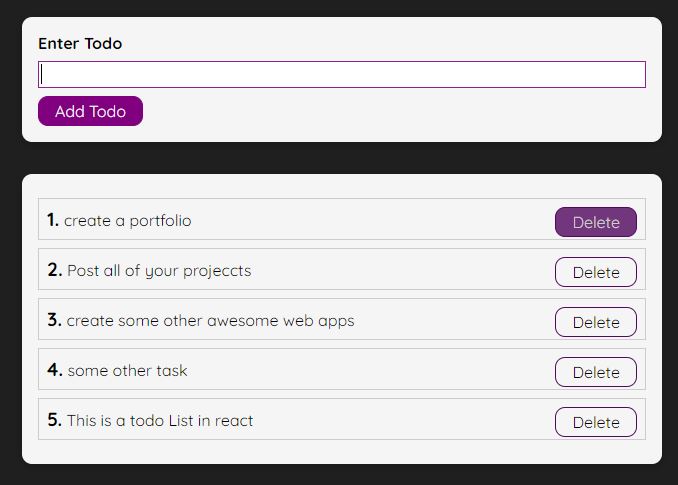 Enter Todo
Add Todo
1. create a portfolio Delete
2. Post all of your projeccts Delete
3. create some other awesome web apps Delete
4. some other task Delete
5. This is a todo List in react Delete